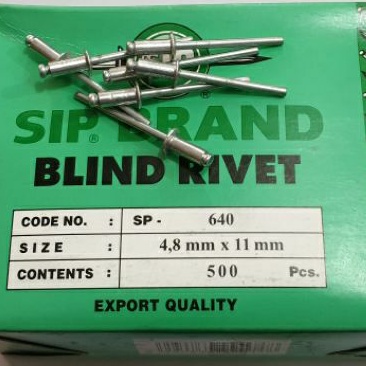 SIP® BRAND
BLIND RIVET
CODE NO. : SP - 640
SIZE : 4,8 mm x 11 mm
CONTENTS : 500 Pcs.
EXPORT QUALITY